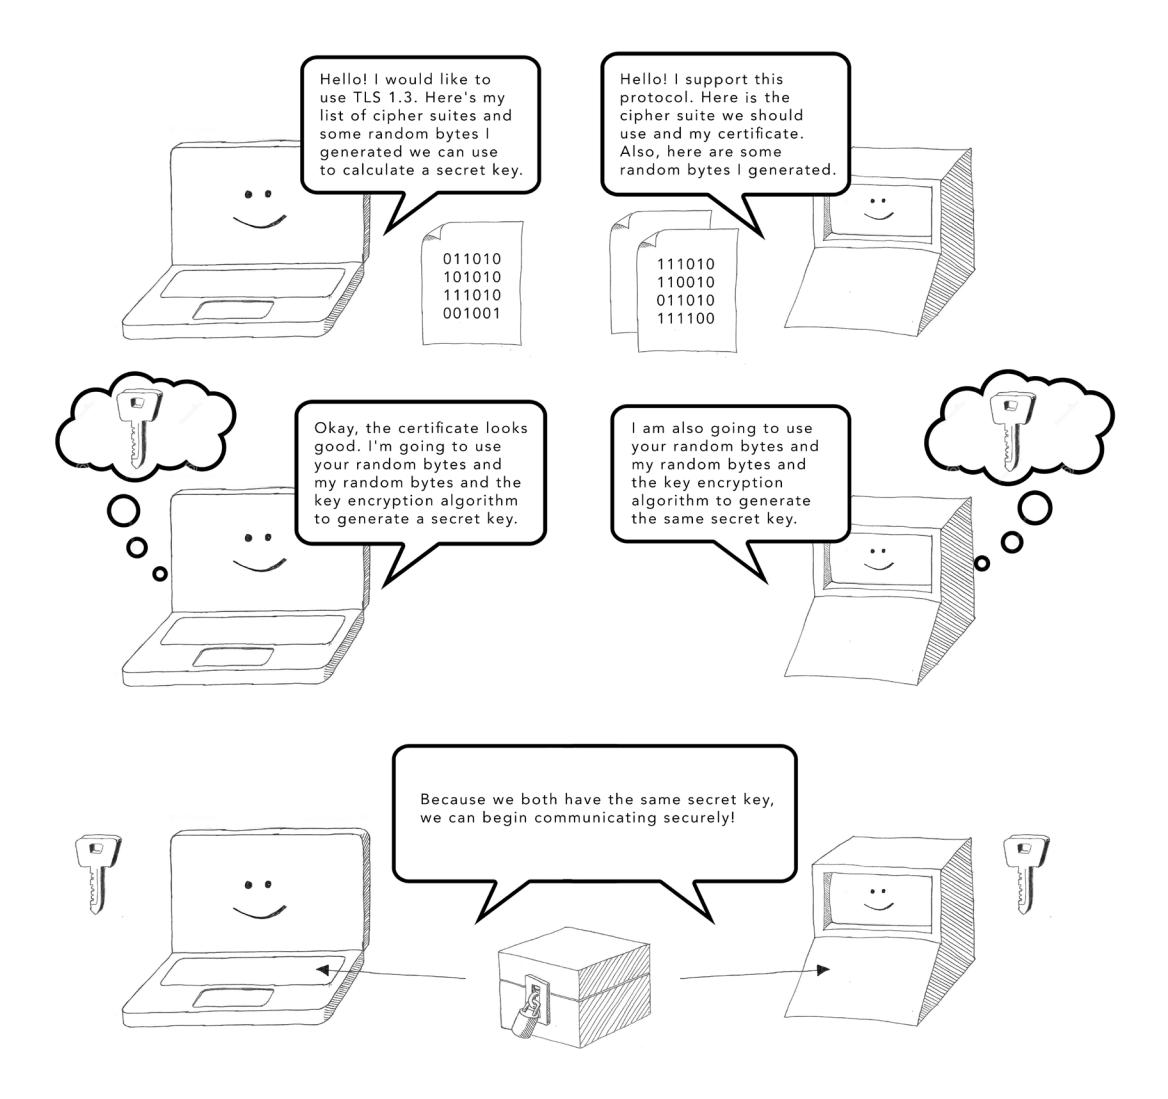 Hello! I would like to
use TLS 1.3. Here's my
list of cipher suites and
some random bytes I
generated we can use
to calculate a secret key.
Hello! I support this
protocol. Here is the
cipher suite we should
use and my certificate.
Also, here are some
random bytes I generated.
011010
101010
111010
001001
111010
110010
011010
111100
Okay, the certificate looks
good. I'm going to use
your random bytes and
my random bytes and the
key encryption algorithm
to generate a secret key.
I am also going to use
your random bytes and
my random bytes and
the key encryption
algorithm to generate
the same secret key.
Because we both have the same secret key,
we can begin communicating securely!